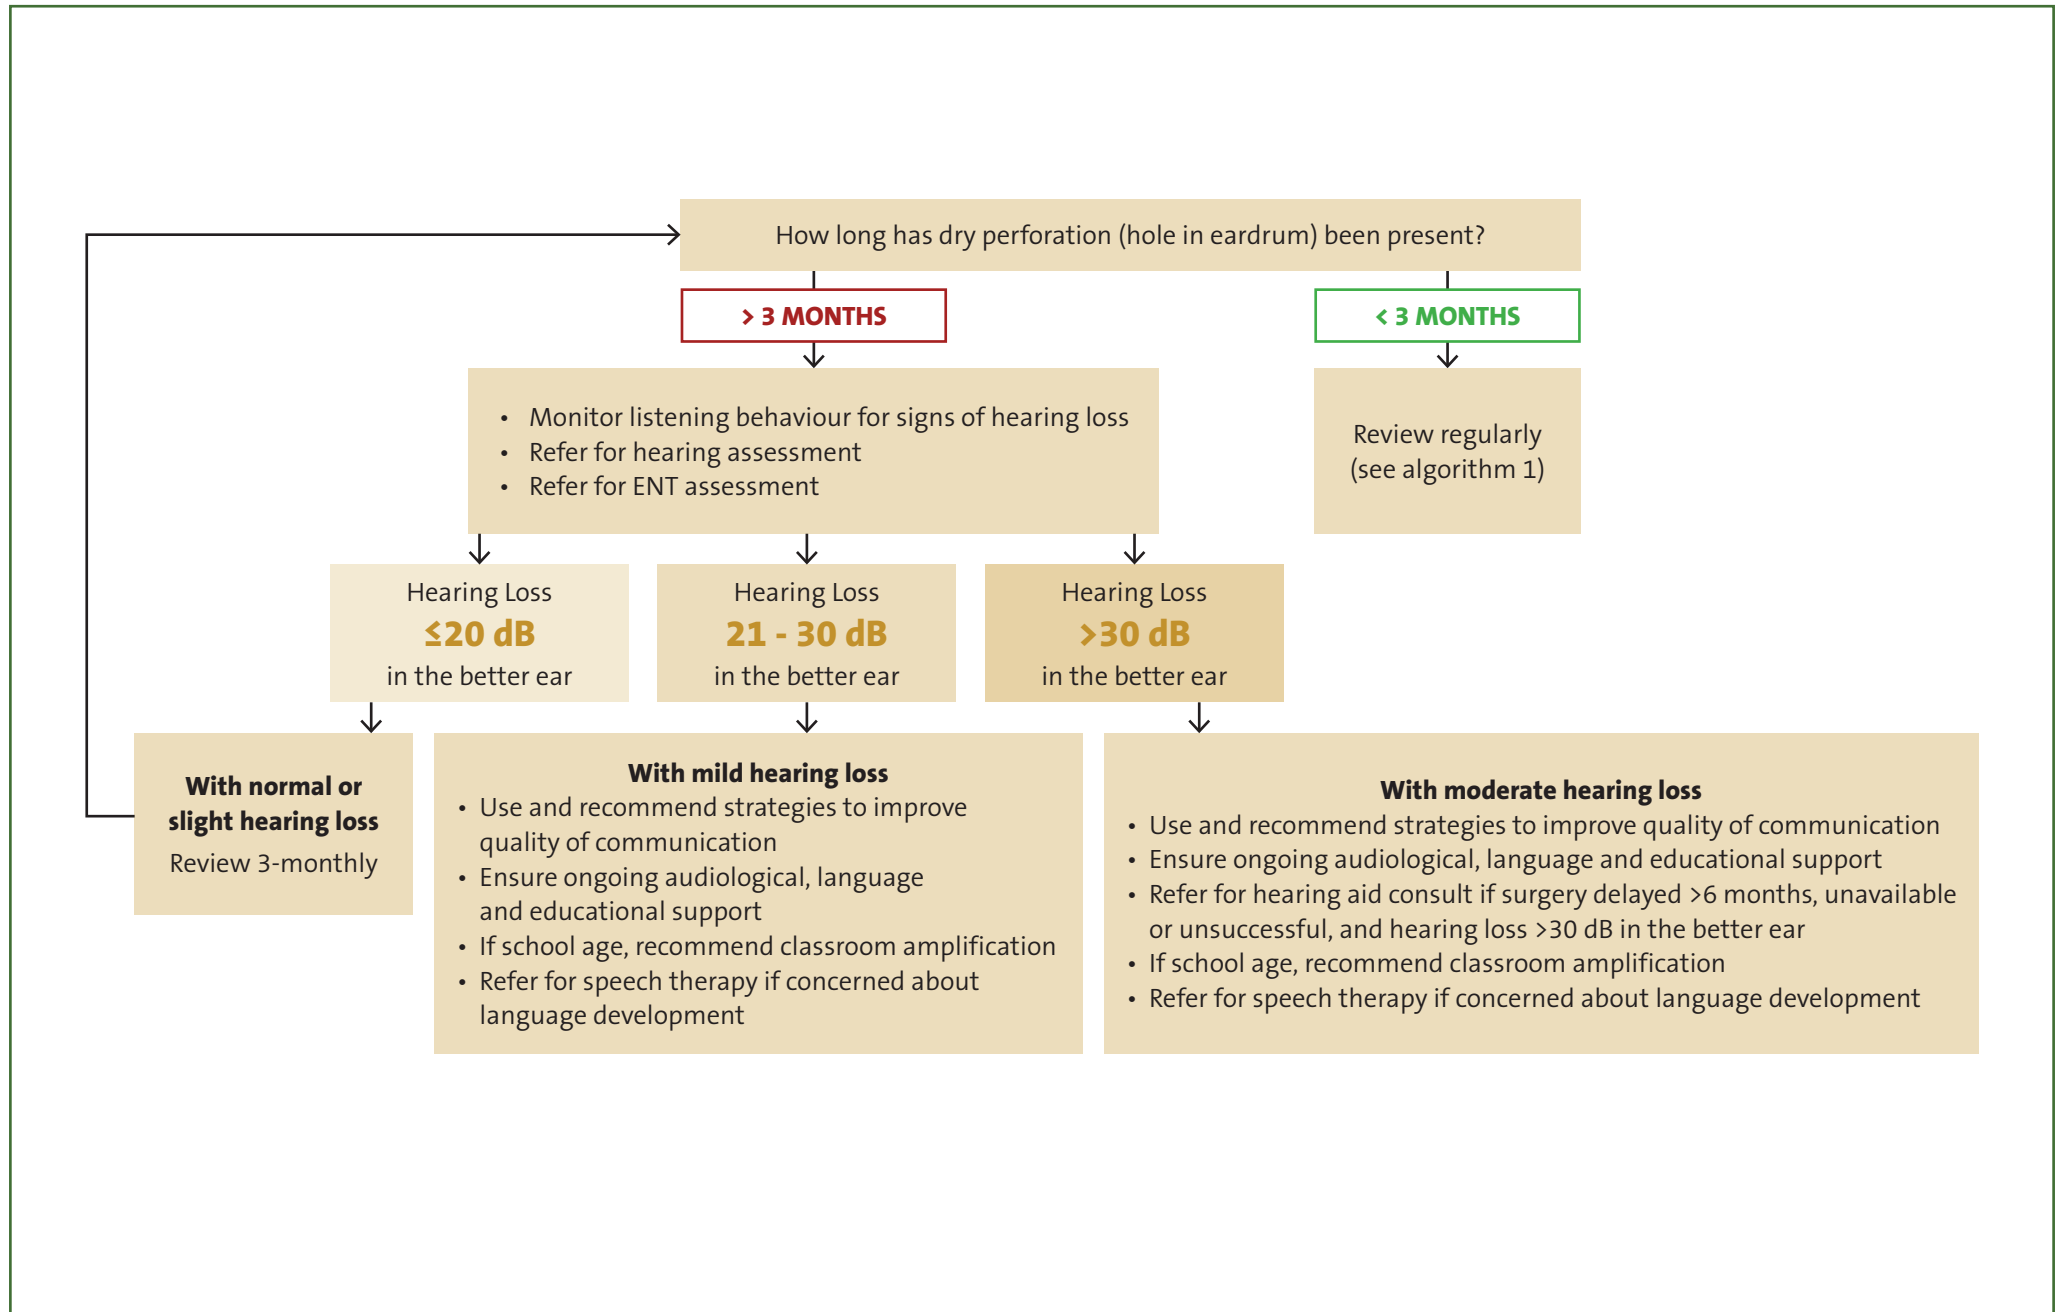 How long has dry perforation (hole in eardrum) been present?
> 3 MONTHS
< 3 MONTHS
• Monitor listening behaviour for signs of hearing loss
• Refer for hearing assessment
• Refer for ENT assessment
Review regularly
(see algorithm 1)
Hearing Loss
≤20 dB
in the better ear
Hearing Loss
21 - 30 dB
in the better ear
Hearing Loss
>30 dB
in the better ear
With normal or
slight hearing loss
Review 3-monthly
With mild hearing loss
• Use and recommend strategies to improve
quality of communication
• Ensure ongoing audiological, language
and educational support
• If school age, recommend classroom amplification
• Refer for speech therapy if concerned about
language development
With moderate hearing loss
• Use and recommend strategies to improve quality of communication
• Ensure ongoing audiological, language and educational support
• Refer for hearing aid consult if surgery delayed >6 months, unavailable
or unsuccessful, and hearing loss >30 dB in the better ear
• If school age, recommend classroom amplification
• Refer for speech therapy if concerned about language development